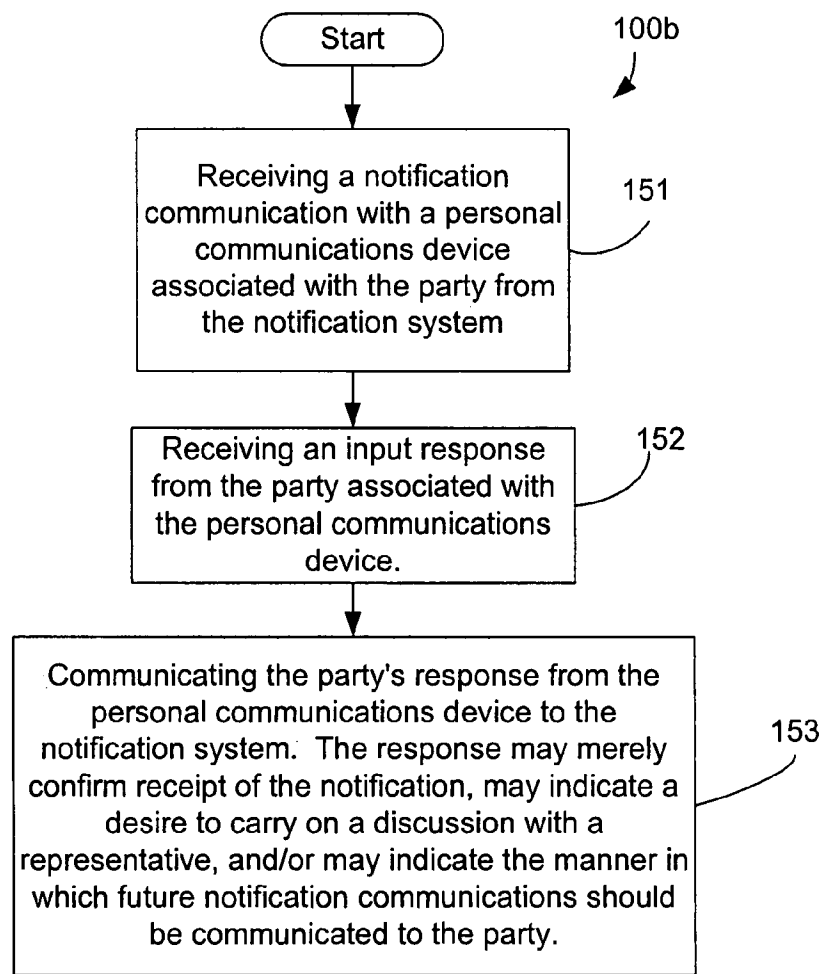 Start
100b
Receiving a notification
communication with a personal
communications device
associated with the party from
the notification system
151
Receiving an input response
from the party associated with
the personal communications
device.
152
Communicating the party's response from the
personal communications device to the
notification system. The response may merely
confirm receipt of the notification, may indicate a
desire to carry on a discussion with a
representative, and/or may indicate the manner in
which future notification communications should
be communicated to the party.
153